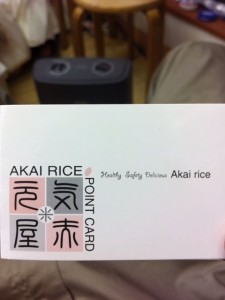 AKAI RICE
POINT CARD
元気
屋赤
Healthy Safety Delicious Akai rice